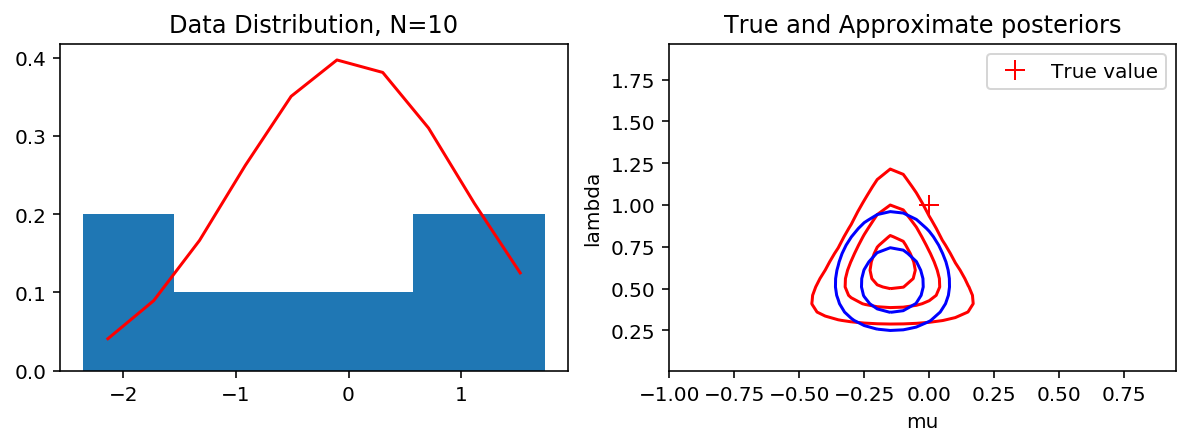 Data Distribution, N=10
0.4
0.3
0.2
0.1
0.0
−2 −1 0 1
True and Approximate posteriors
True value
lambda
1.75
1.50
1.25
1.00
0.75
0.50
0.25
−1.00 −0.75 −0.50 −0.25 0.00 0.25 0.50 0.75
mu